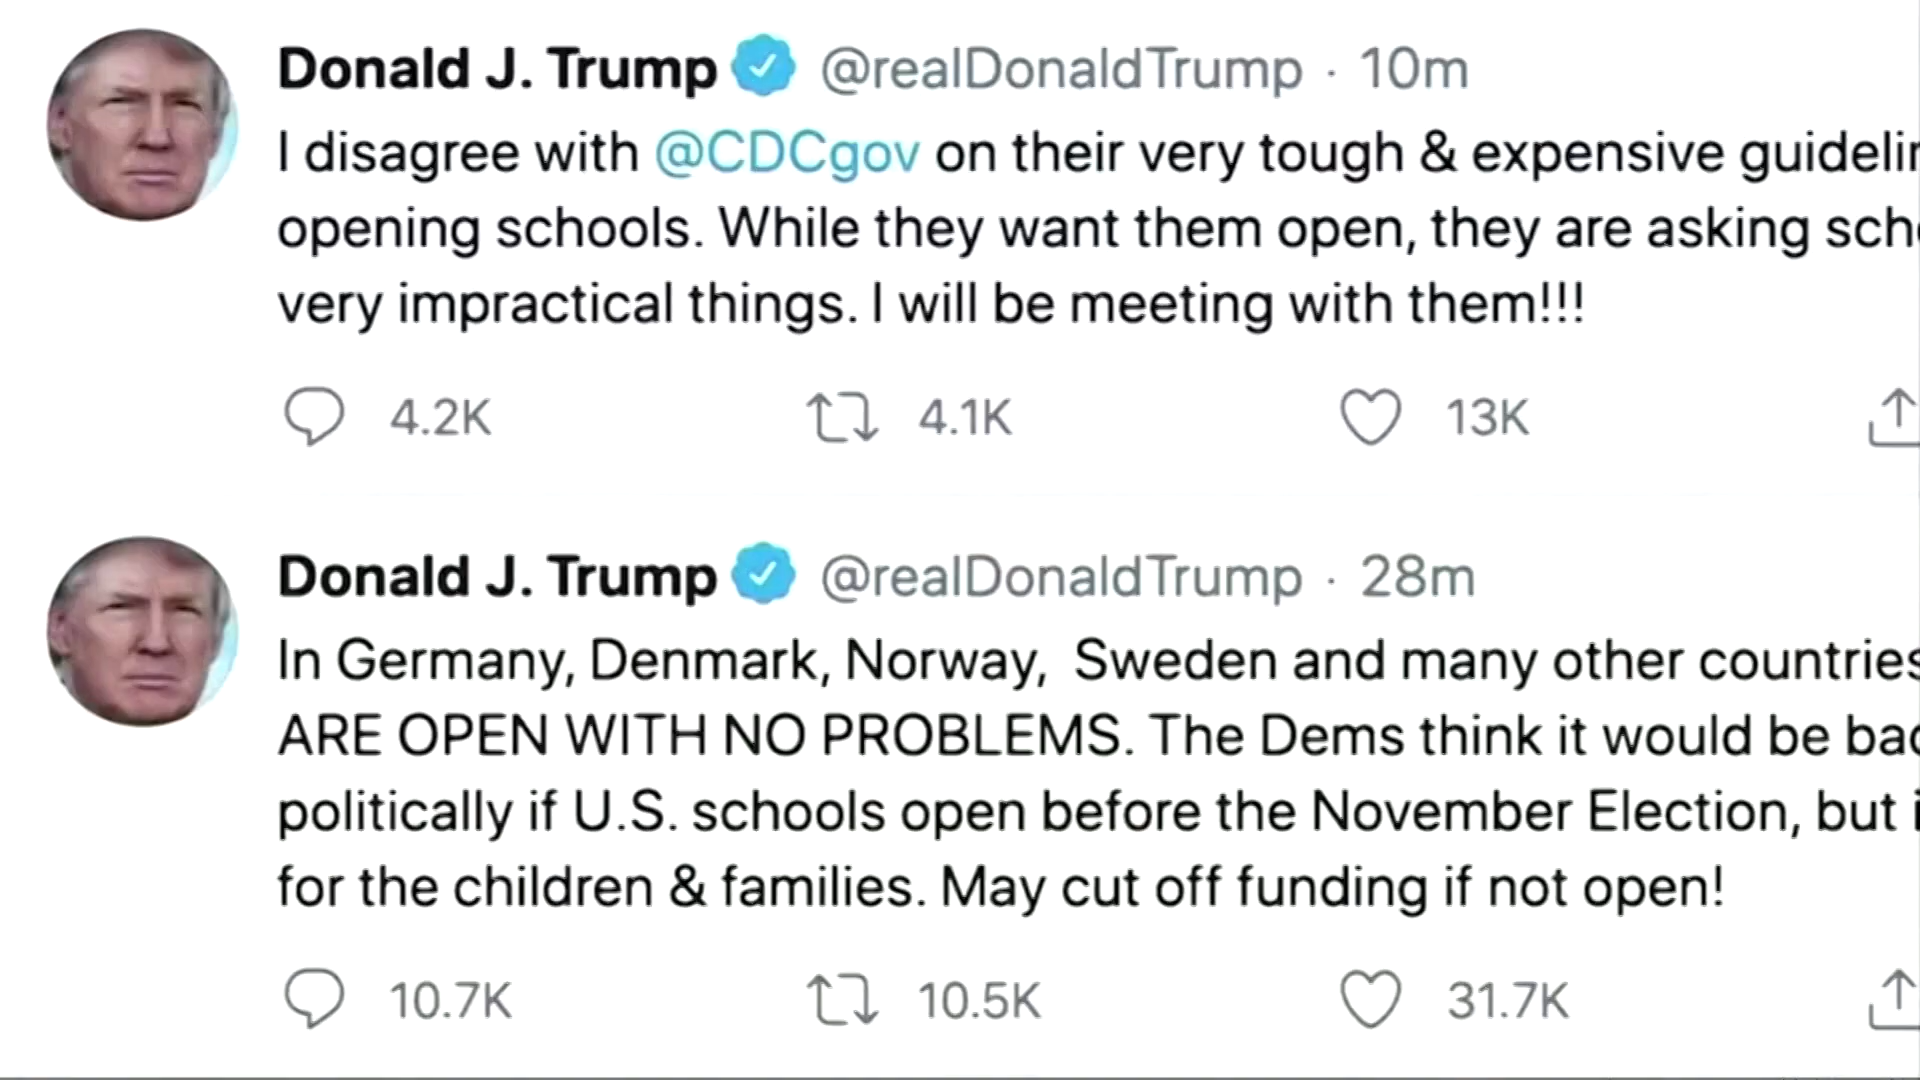 Donald J. Trump @realDonaldTrump · 10m
I disagree with @CDCgov on their very tough & expensive
opening schools. While they want them open, they are asking
very impractical things. I will be meeting with them!!!
4.2K 4.1K 13K
Donald J. Trump @realDonaldTrump · 28m
In Germany, Denmark, Norway, Sweden and many other countries
ARE OPEN WITH NO PROBLEMS. The Dems think it would be
politically if U.S. schools open before the November Election, but
for the children & families. May cut off funding if not open!
10.7K 10.5K 31.7K